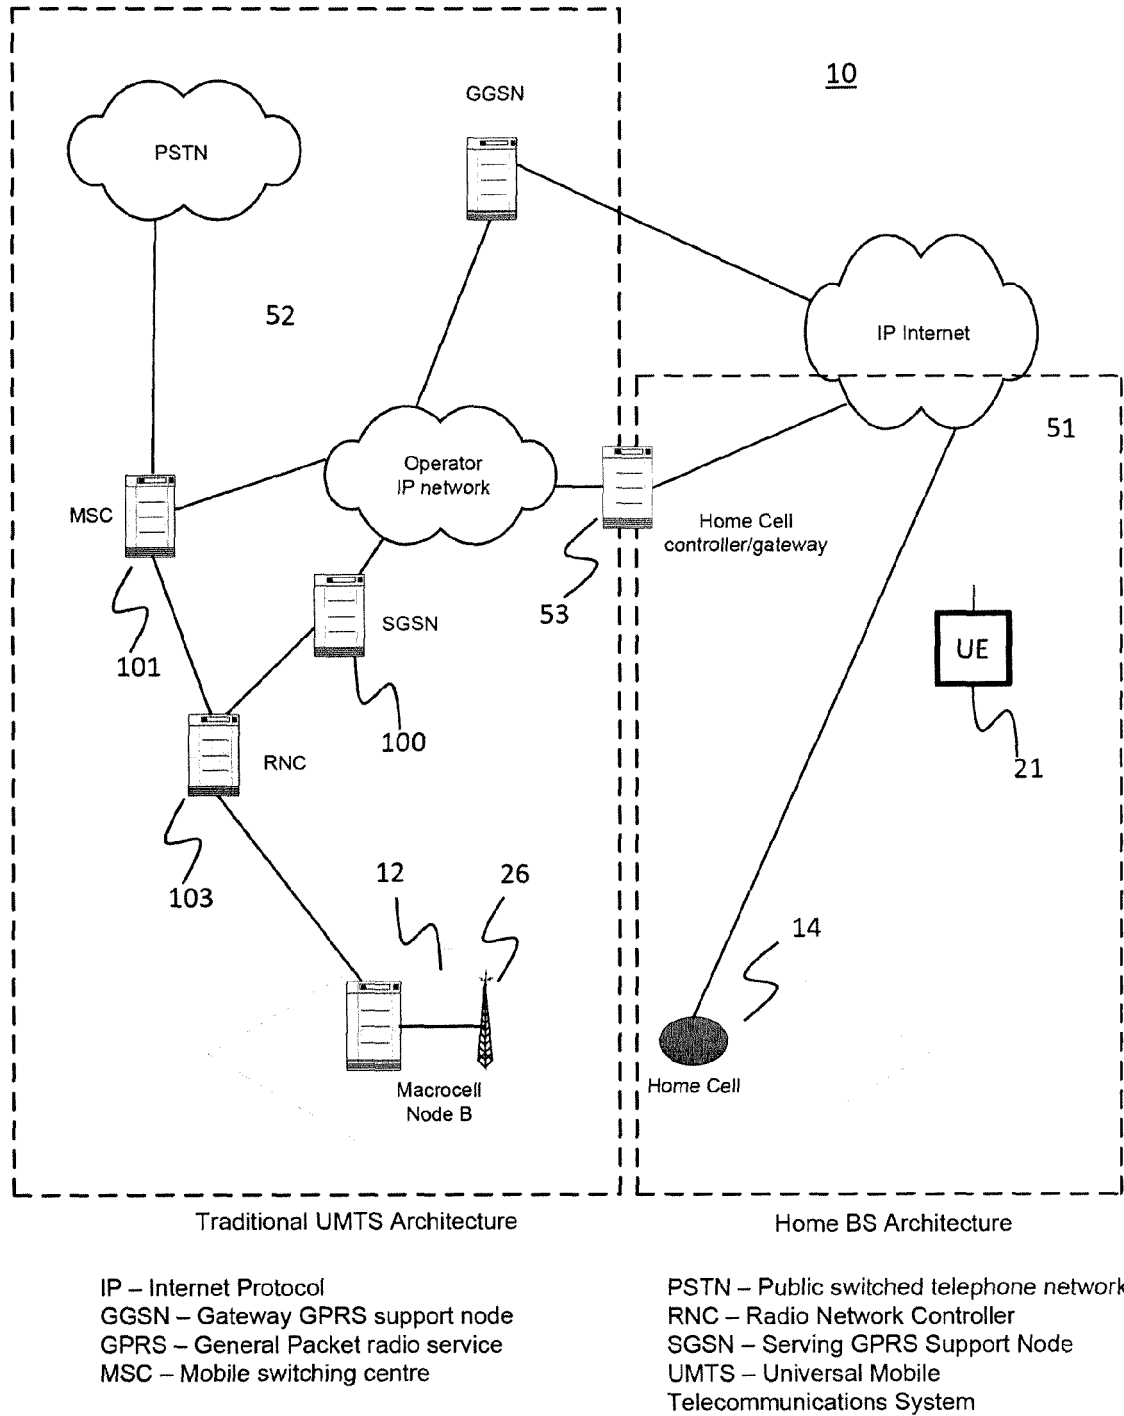 10
GGSN
PSTN
52
IP Internet
51
Operator
IP network
MSC
Home Cell
controller/gateway
53
SGSN
UE
101
100
RNC
21
103
12
26
14
Macrocell
Node B
Home Cell
Traditional UMTS Architecture
Home BS Architecture
IP – Internet Protocol
GGSN – Gateway GPRS support node
GPRS – General Packet radio service
MSC – Mobile switching centre
PSTN – Public switched telephone network
RNC – Radio Network Controller
SGSN – Serving GPRS Support Node
UMTS – Universal Mobile
Telecommunications System